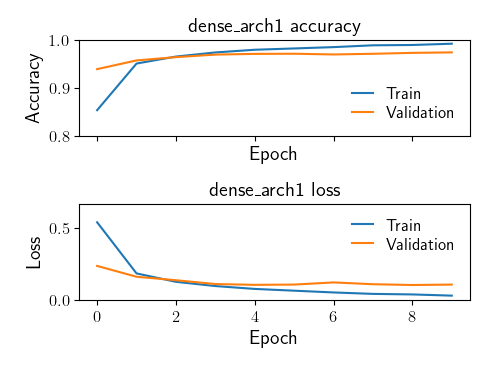 dense_arch1 accuracy
1.0
0.9
0.8
Accuracy
Train
Validation
Epoch
dense_arch1 loss
0.5
0.0
Loss
Train
Validation
0 2 4 6 8
Epoch